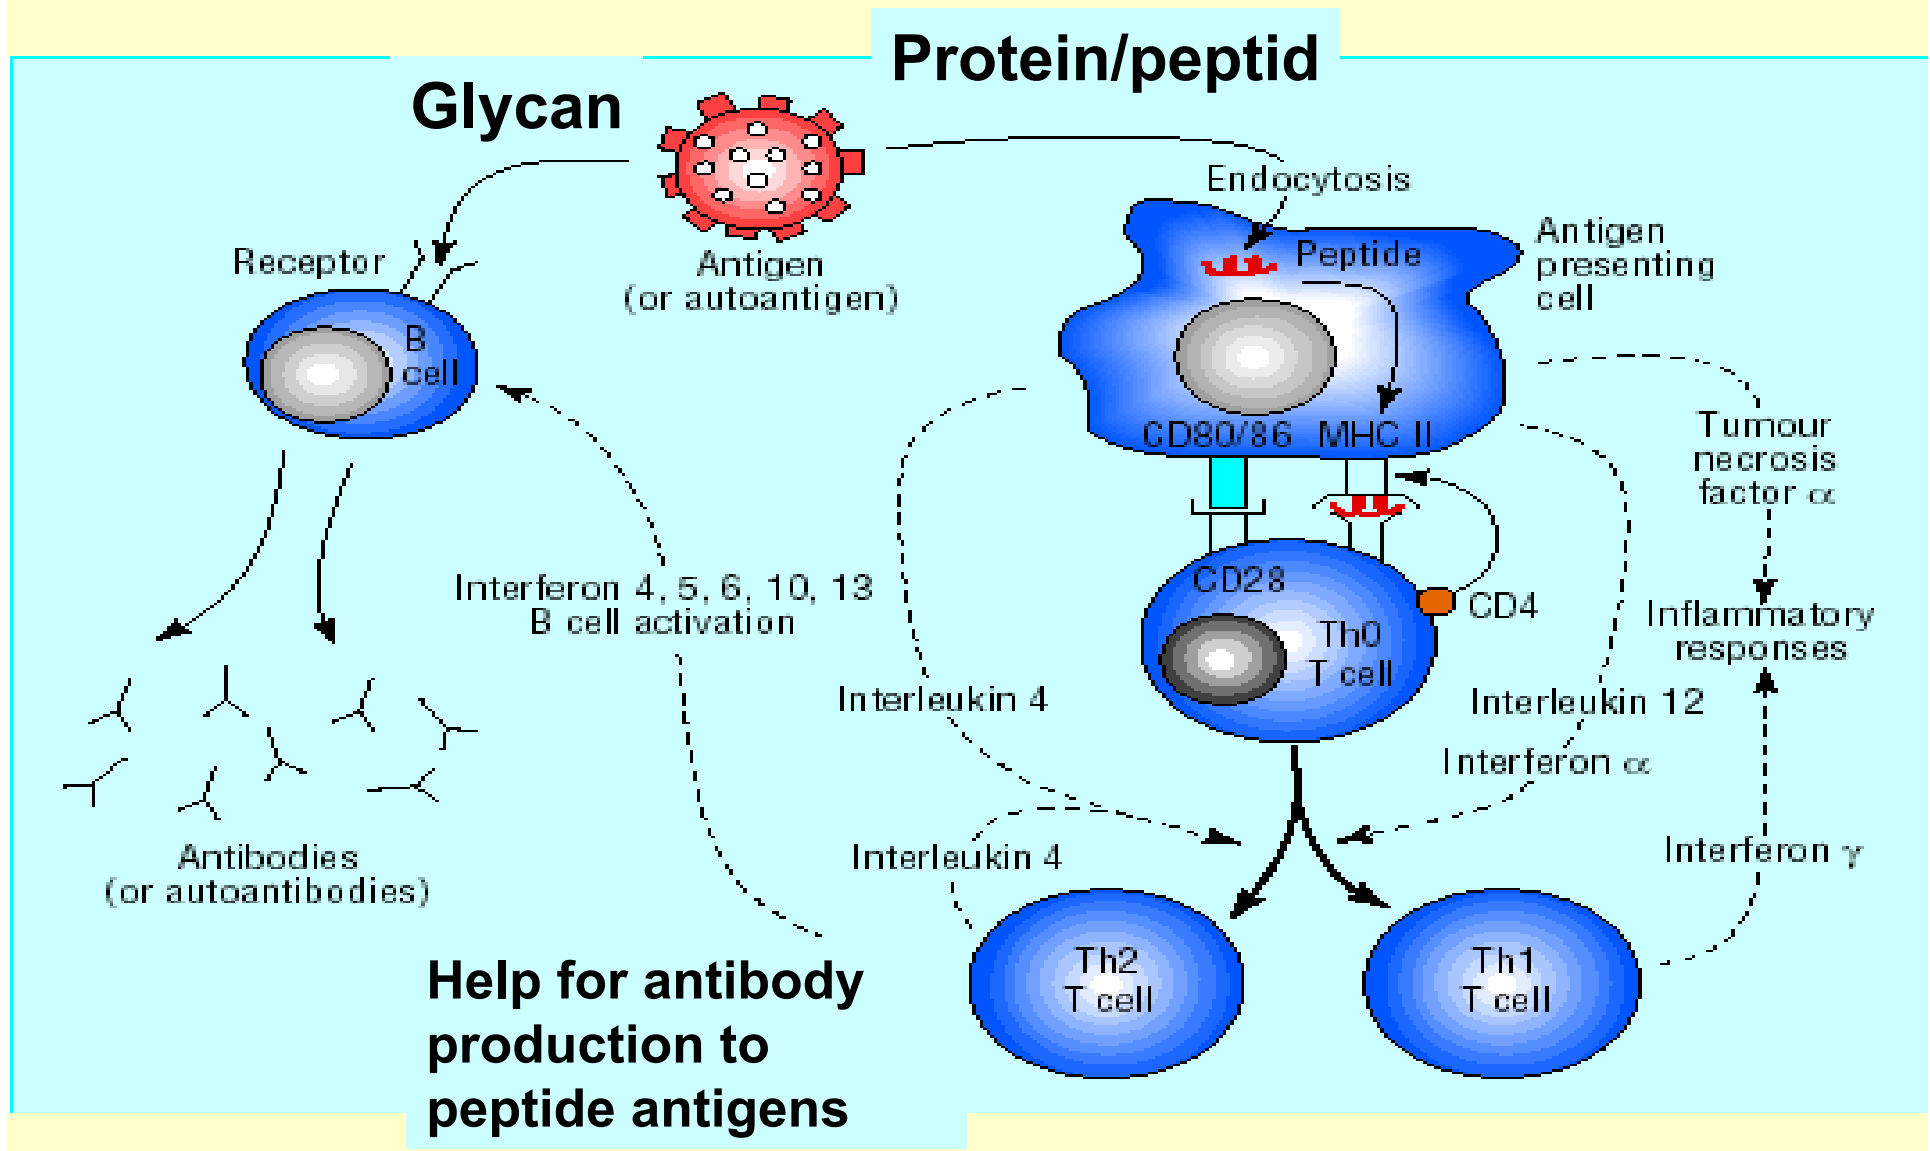 Protein/peptid
Glycan
Endocytosis
Receptor
Antigen
(or autoantigen)
Peptide
Antigen
presenting
cell
B
cell
CD80/86 MHC II
Tumour
necrosis
factor α
Interferon 4, 5, 6, 10, 13
B cell activation
CD28
CD4
Th0
T cell
Inflammatory
responses
Interleukin 4
Interleukin 12
Interferon α
Antibodies
(or autoantibodies)
Interleukin 4
Interferon γ
Help for antibody
production to
peptide antigens
Th2
T cell
Th1
T cell